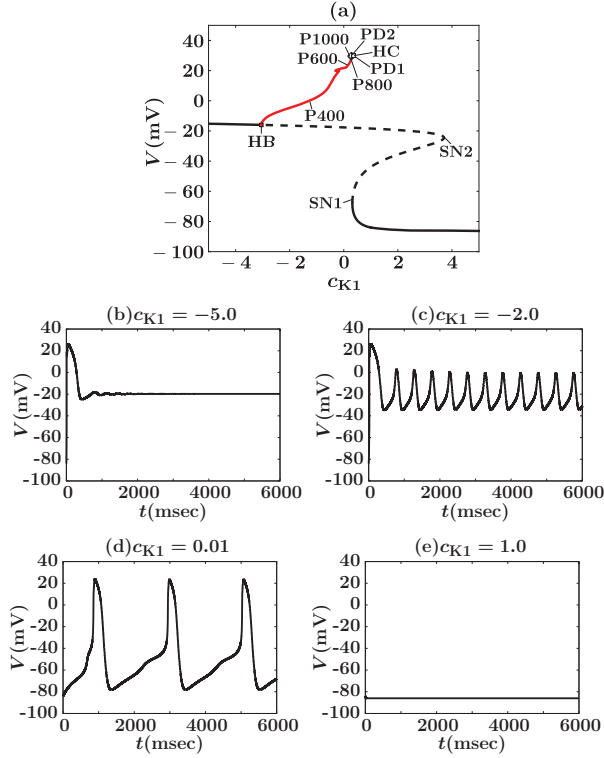 (a)
V(mV)
40
20
0
− 20
− 40
− 60
− 80
− 100
P1000
P600
PD2
HC
PD1
P800
P400
HB
SN2
SN1
− 4
− 2
0
2
4
cK1
(b)cK1 = −5.0
V(mV)
40
20
0
-20
-40
-60
-80
-100
0
2000
4000
6000
t(msec)
(c)cK1 = −2.0
V(mV)
40
20
0
-20
-40
-60
-80
-100
0
2000
4000
6000
t(msec)
(d)cK1 = 0.01
V(mV)
40
20
0
-20
-40
-60
-80
-100
0
2000
4000
6000
t(msec)
(e)cK1 = 1.0
V(mV)
40
20
0
-20
-40
-60
-80
-100
0
2000
4000
6000
t(msec)